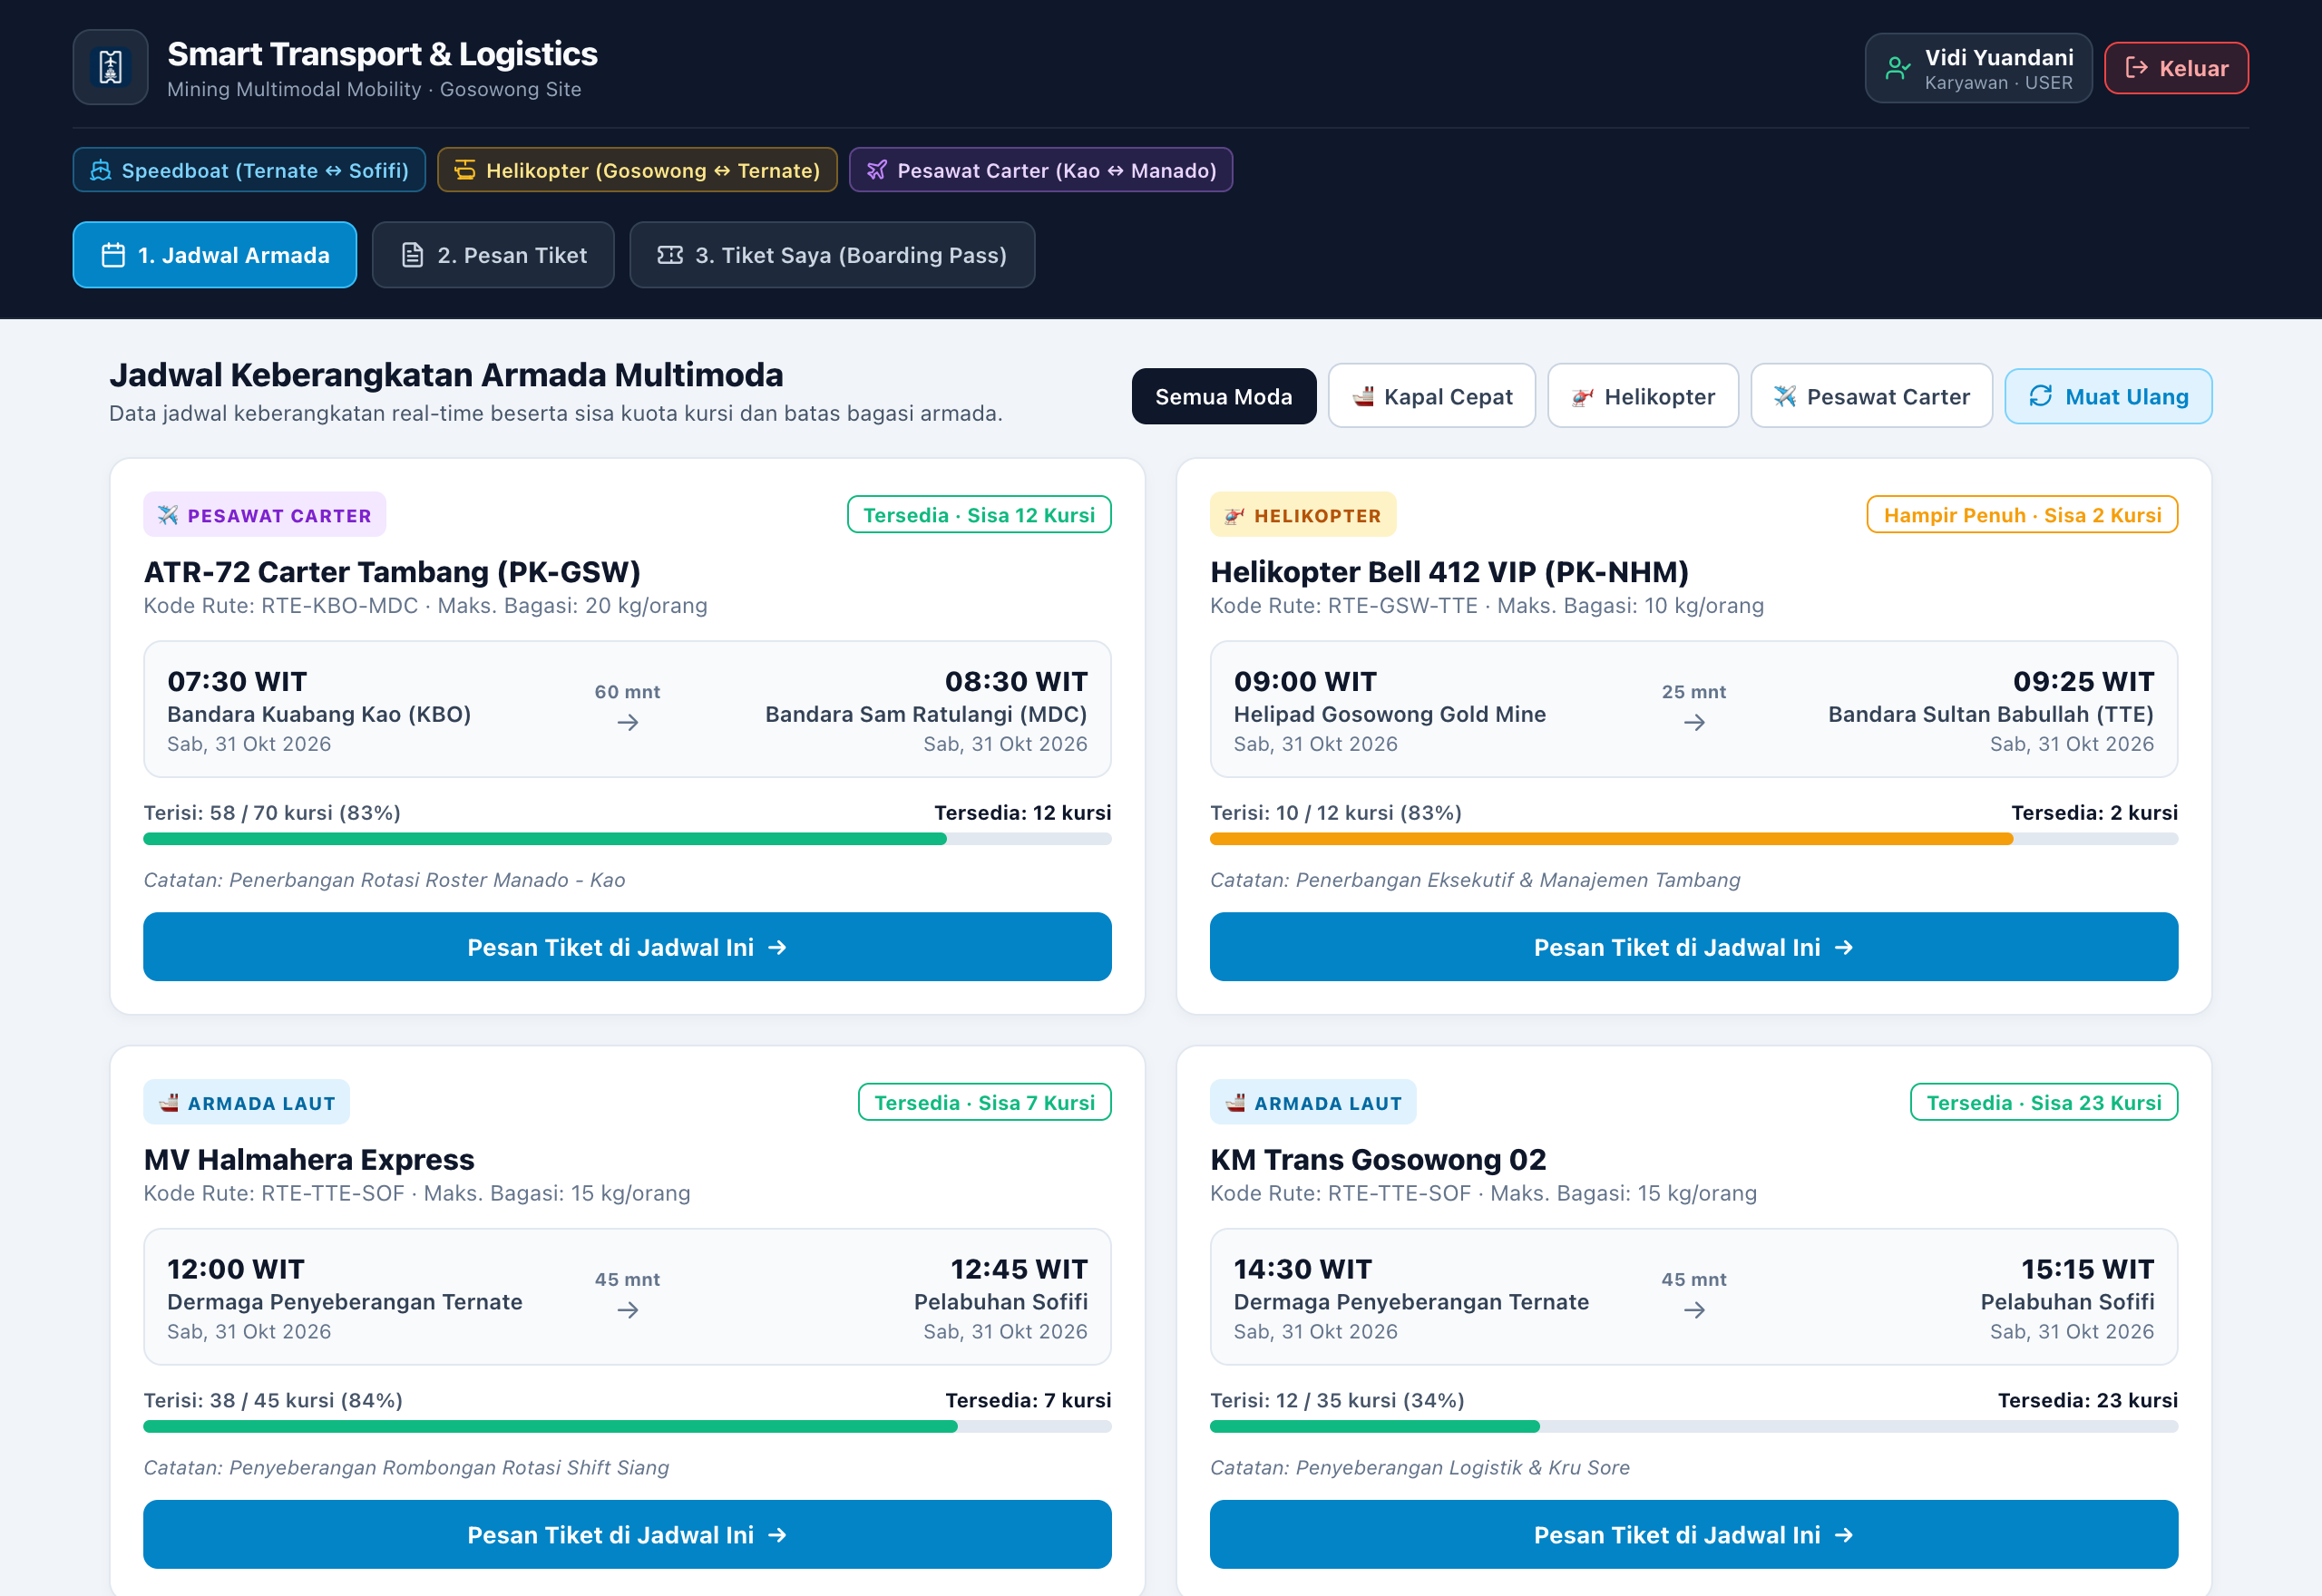 Smart Transport & Logistics
Mining Multimodal Mobility · Gosowong Site
Vidi Yuandani
Karyawan · USER
Keluar
Speedboat (Ternate ↔ Sofifi)
Helikopter (Gosowong ↔ Ternate)
Pesawat Carter (Kao ↔ Manado)
1. Jadwal Armada
2. Pesan Tiket
3. Tiket Saya (Boarding Pass)
Jadwal Keberangkatan Armada Multimoda
Data jadwal keberangkatan real-time beserta sisa kuota kursi dan batas bagasi armada.
Semua Moda
Kapal Cepat
Helikopter
Pesawat Carter
Muat Ulang
PESAWAT CARTER
Tersedia · Sisa 12 Kursi
ATR-72 Carter Tambang (PK-GSW)
Kode Rute: RTE-KBO-MDC · Maks. Bagasi: 20 kg/orang
07:30 WIT
Bandara Kuabang Kao (KBO)
Sab, 31 Okt 2026
60 mnt
→
08:30 WIT
Bandara Sam Ratulangi (MDC)
Sab, 31 Okt 2026
Terisi: 58 / 70 kursi (83%)
Tersedia: 12 kursi
Catatan: Penerbangan Rotasi Roster Manado - Kao
Pesan Tiket di Jadwal Ini →
HELIKOPTER
Hampir Penuh · Sisa 2 Kursi
Helikopter Bell 412 VIP (PK-NHM)
Kode Rute: RTE-GSW-TTE · Maks. Bagasi: 10 kg/orang
09:00 WIT
Helipad Gosowong Gold Mine
Sab, 31 Okt 2026
25 mnt
→
09:25 WIT
Bandara Sultan Babullah (TTE)
Sab, 31 Okt 2026
Terisi: 10 / 12 kursi (83%)
Tersedia: 2 kursi
Catatan: Penerbangan Eksekutif & Manajemen Tambang
Pesan Tiket di Jadwal Ini →
ARMADA LAUT
Tersedia · Sisa 7 Kursi
MV Halmahera Express
Kode Rute: RTE-TTE-SOF · Maks. Bagasi: 15 kg/orang
12:00 WIT
Dermaga Penyeberangan Ternate
Sab, 31 Okt 2026
45 mnt
→
12:45 WIT
Pelabuhan Sofifi
Sab, 31 Okt 2026
Terisi: 38 / 45 kursi (84%)
Tersedia: 7 kursi
Catatan: Penyeberangan Rombongan Rotasi Shift Siang
Pesan Tiket di Jadwal Ini →
ARMADA LAUT
Tersedia · Sisa 23 Kursi
KM Trans Gosowong 02
Kode Rute: RTE-TTE-SOF · Maks. Bagasi: 15 kg/orang
14:30 WIT
Dermaga Penyeberangan Ternate
Sab, 31 Okt 2026
45 mnt
→
15:15 WIT
Pelabuhan Sofifi
Sab, 31 Okt 2026
Terisi: 12 / 35 kursi (34%)
Tersedia: 23 kursi
Catatan: Penyeberangan Logistik & Kru Sore
Pesan Tiket di Jadwal Ini →